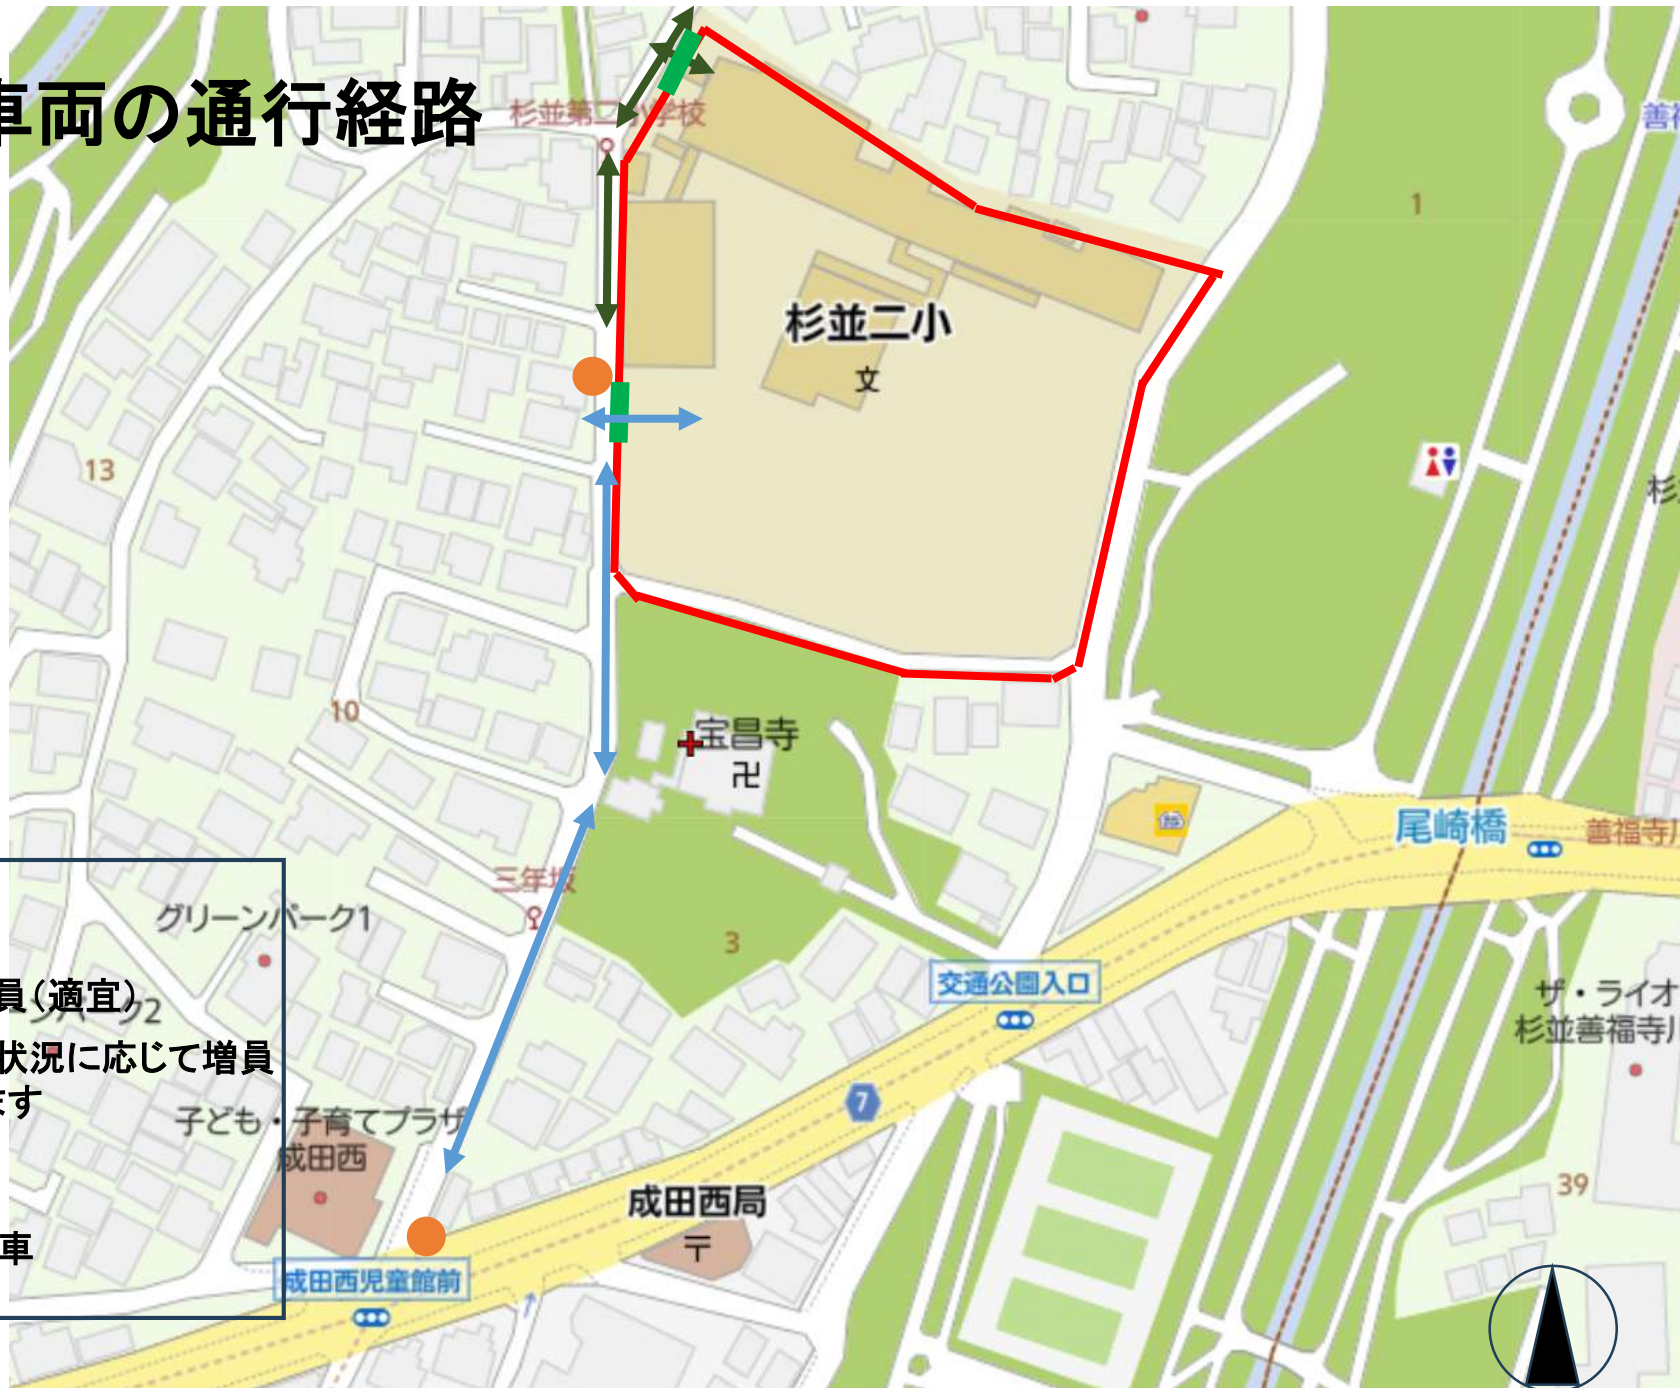 車両の通行経路
杉並第二小学校
善福
1
杉並二小
文
13
杉
10
宝昌寺
卍
尾崎橋
善福寺川
三年坂
グリーンパーク1
3
員(適宜)
交通公園入口
ザ・ライオ
杉並善福寺川
状況に応じて増員
ます
7
子ども・子育てプラザ
成田西
39
成田西局
〒
車
成田西児童館前